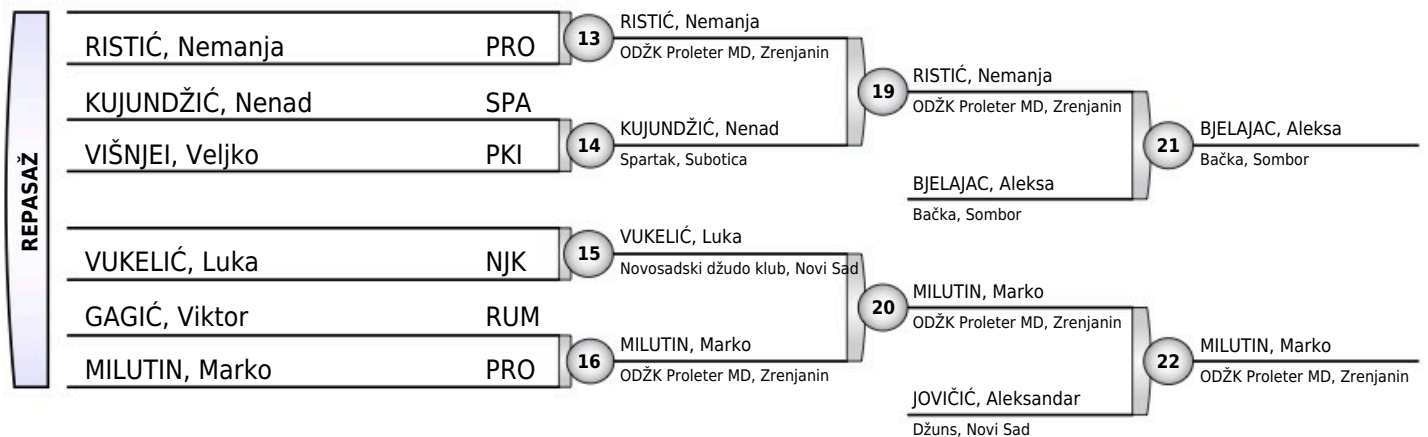 REPASAŽ
RISTIĆ, Nemanja PRO
KUJUNDŽIĆ, Nenad SPA
VIŠNJEI, Veljko PKI
VUKELIĆ, Luka NJK
GAGIĆ, Viktor RUM
MILUTIN, Marko PRO
13
RISTIĆ, Nemanja
ODŽK Proleter MD, Zrenjanin
14
KUJUNDŽIĆ, Nenad
Spartak, Subotica
15
VUKELIĆ, Luka
Novosadski džudo klub, Novi Sad
16
MILUTIN, Marko
ODŽK Proleter MD, Zrenjanin
19
RISTIĆ, Nemanja
ODŽK Proleter MD, Zrenjanin
BJELAJAC, Aleksa
Bačka, Sombor
20
MILUTIN, Marko
ODŽK Proleter MD, Zrenjanin
JOVIČIĆ, Aleksandar
Džuns, Novi Sad
21
BJELAJAC, Aleksa
Bačka, Sombor
22
MILUTIN, Marko
ODŽK Proleter MD, Zrenjanin